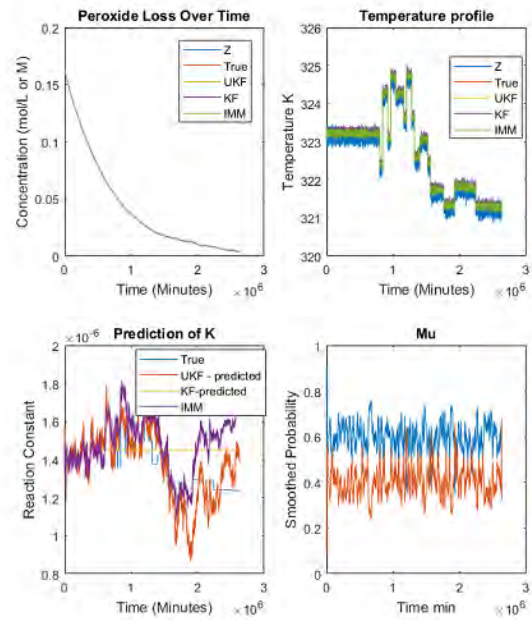 Peroxide Loss Over Time
Concentration (mol/L or M)
0.2
0.15
0.1
0.05
0
0
1
2
3
Time (Minutes)
×10⁶
Z
True
UKF
KF
IMM
Temperature profile
Temperature K
326
325
324
323
322
321
320
0
1
2
3
Time (Minutes)
×10⁶
Z
True
UKF
KF
IMM
Prediction of K
×10⁻⁶
Reaction Constant
2
1.8
1.6
1.4
1.2
1
0.8
0
1
2
3
Time (Minutes)
×10⁶
True
UKF - predicted
KF-predicted
IMM
Mu
Smoothed Probability
1
0.8
0.6
0.4
0.2
0
0
1
2
3
Time min
×10⁶